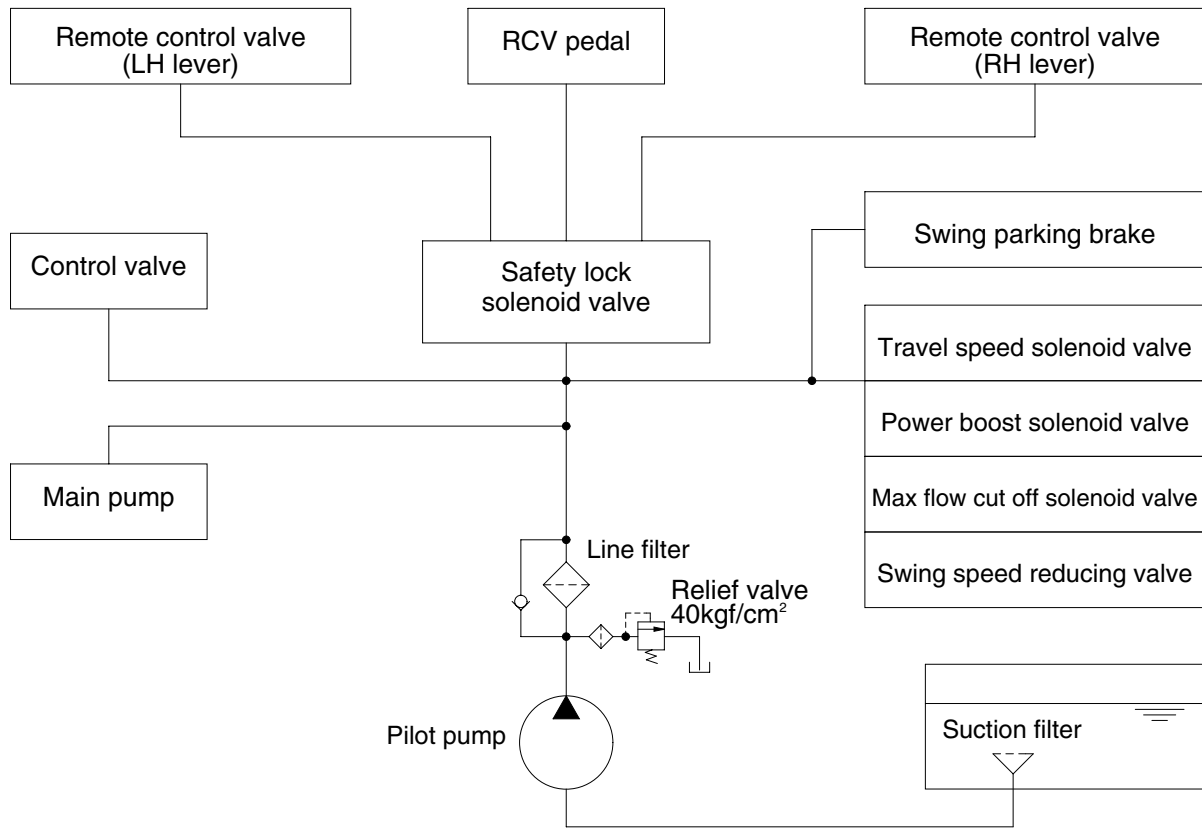 Remote control valve
(LH lever)
RCV pedal
Remote control valve
(RH lever)
Swing parking brake
Control valve
Safety lock
solenoid valve
Travel speed solenoid valve
Power boost solenoid valve
Main pump
Max flow cut off solenoid valve
Line filter
Swing speed reducing valve
Relief valve
40kgf/cm²
Pilot pump
Suction filter